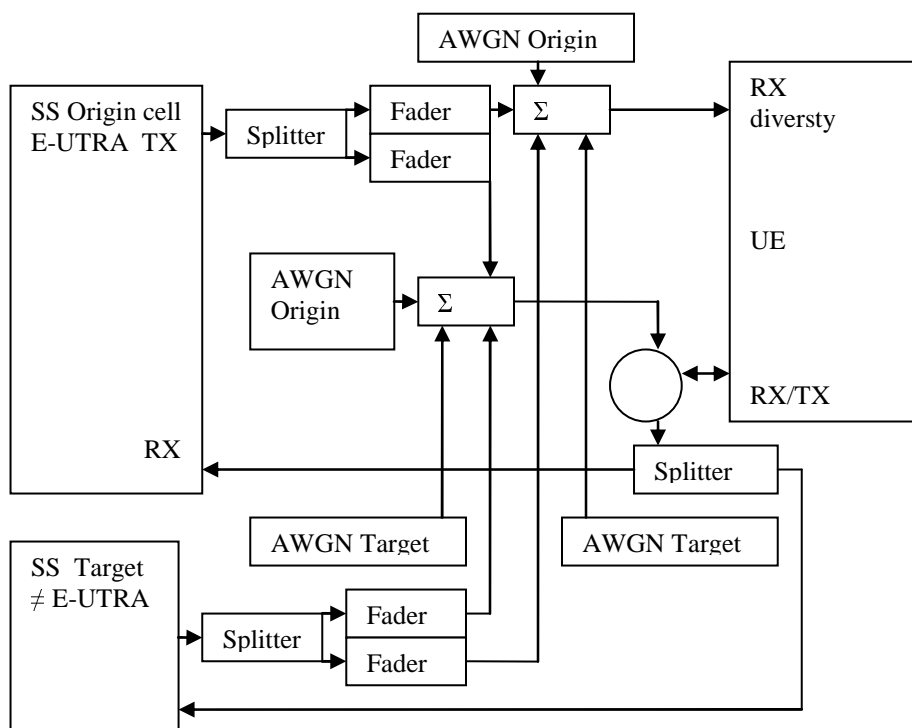 AWGN Origin
SS Origin cell
E-UTRA TX
Splitter
Fader
Fader
Σ
RX
diversty
UE
AWGN
Origin
Σ
RX/TX
RX
Splitter
AWGN Target
AWGN Target
SS Target
≠ E-UTRA
Splitter
Fader
Fader